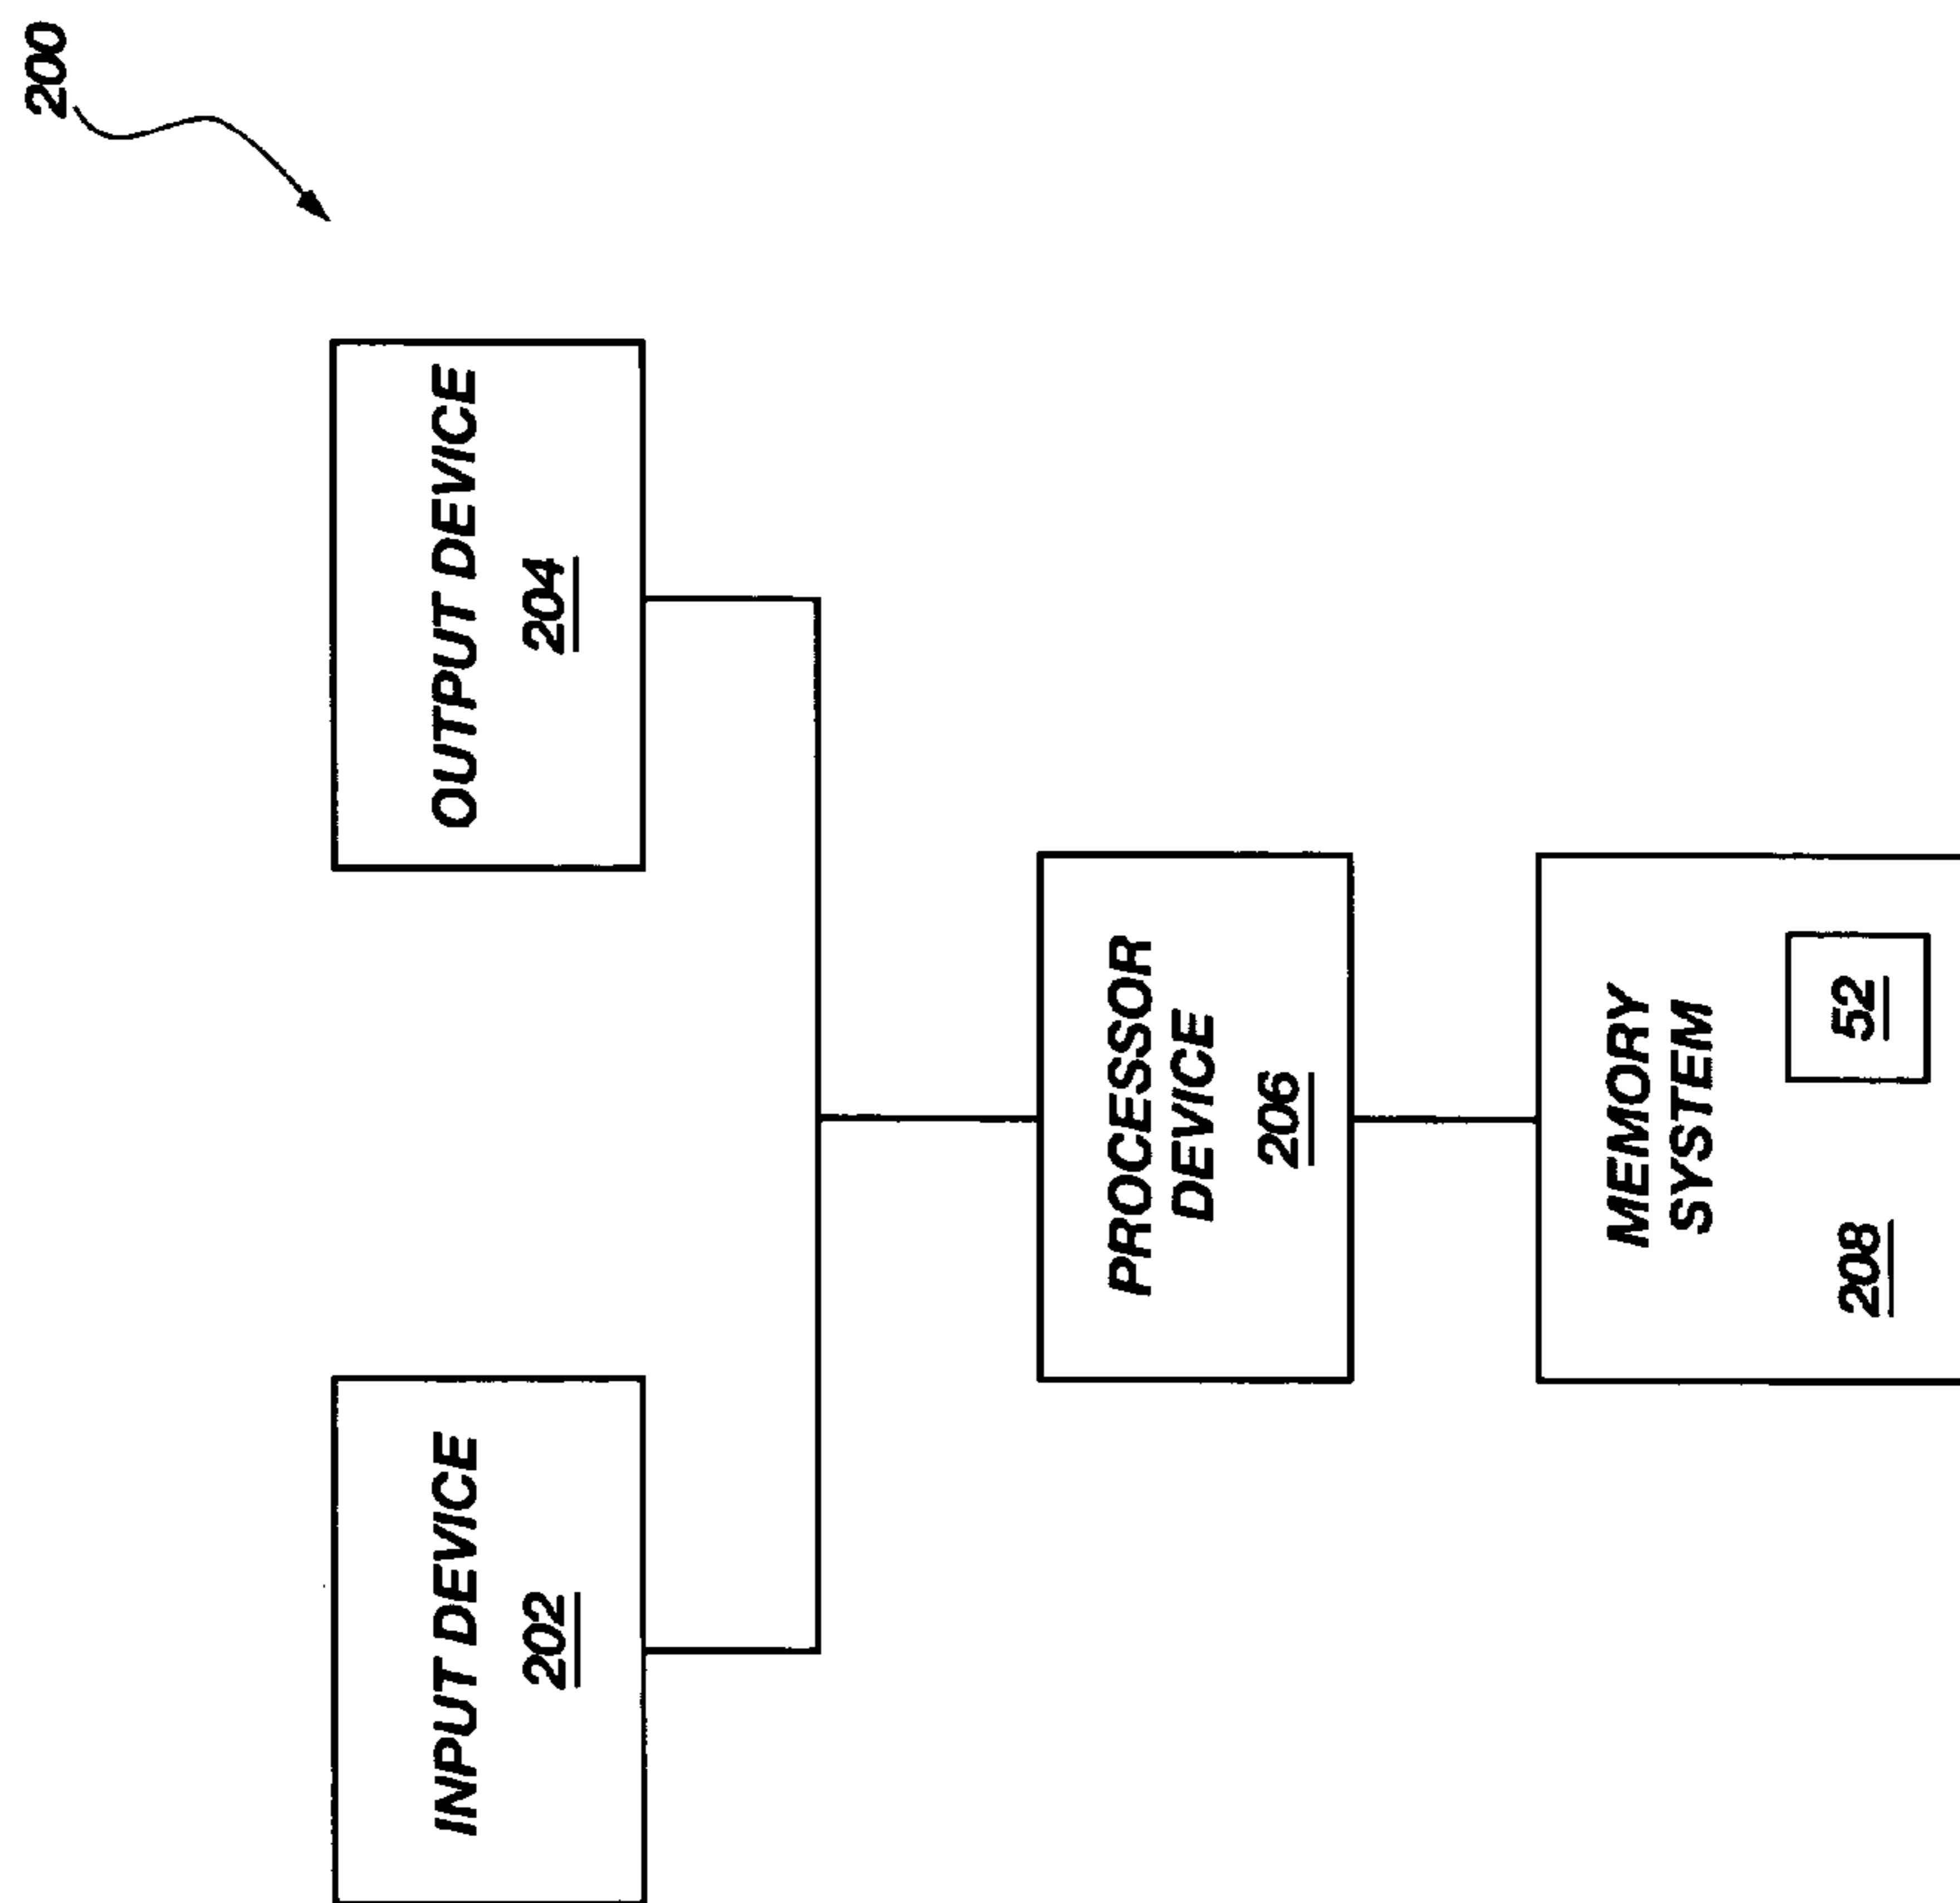 200
INPUT DEVICE
202
OUTPUT DEVICE
204
PROCESSOR
DEVICE
206
MEMORY
SYSTEM
208
52